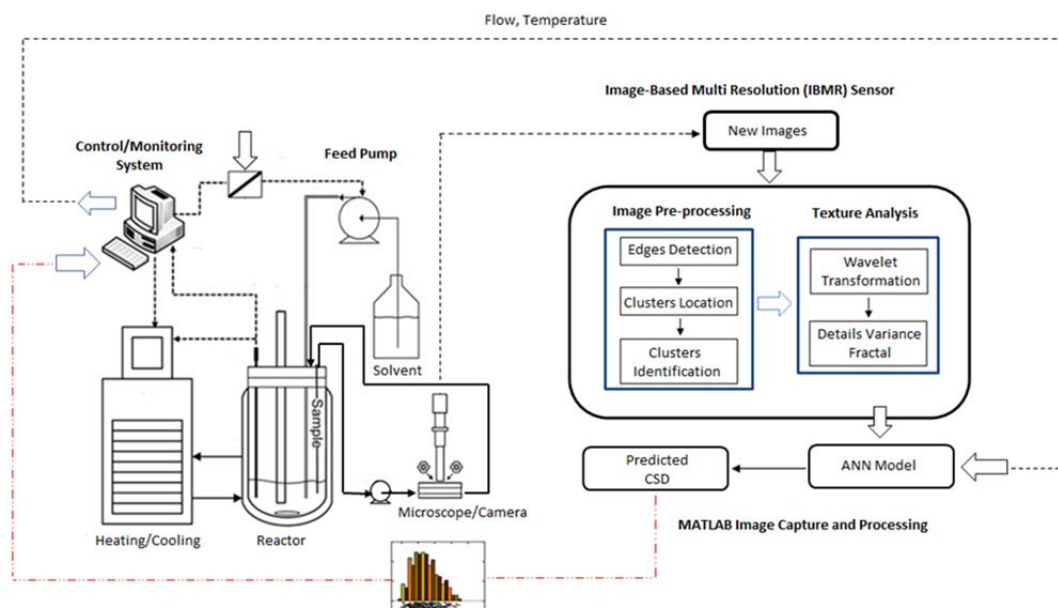 Flow, Temperature
Image-Based Multi Resolution (IBMR) Sensor
New Images
Control/Monitoring
System
Feed Pump
Image Pre-processing
Texture Analysis
Edges Detection
Clusters Location
Clusters
Identification
Wavelet
Transformation
Details Variance
Fractal
Solvent
Sample
Microscope/Camera
Heating/Cooling
Reactor
Predicted
CSD
ANN Model
MATLAB Image Capture and Processing